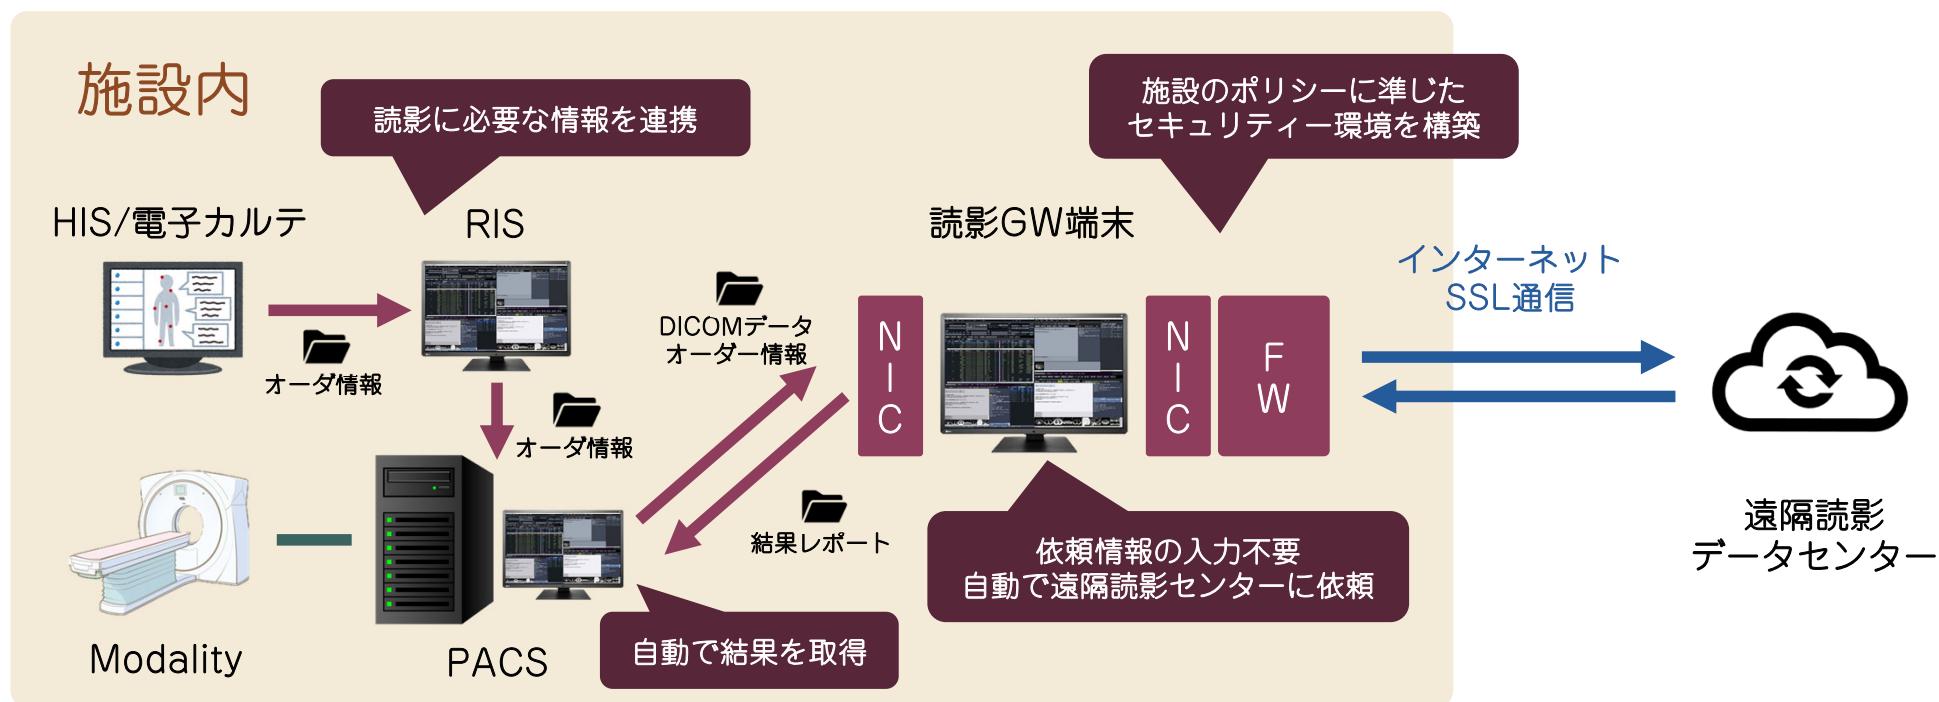 施設内
読影に必要な情報を連携
施設のポリシーに準じた
セキュリティー環境を構築
HIS/電子カルテ
RIS
読影GW端末
インターネット
SSL通信
オーダ情報
DICOMデータ
オーダー情報
NIC
NIC
FW
オーダ情報
結果レポート
遠隔読影
データセンター
依頼情報の入力不要
自動で遠隔読影センターに依頼
自動で結果を取得
Modality
PACS